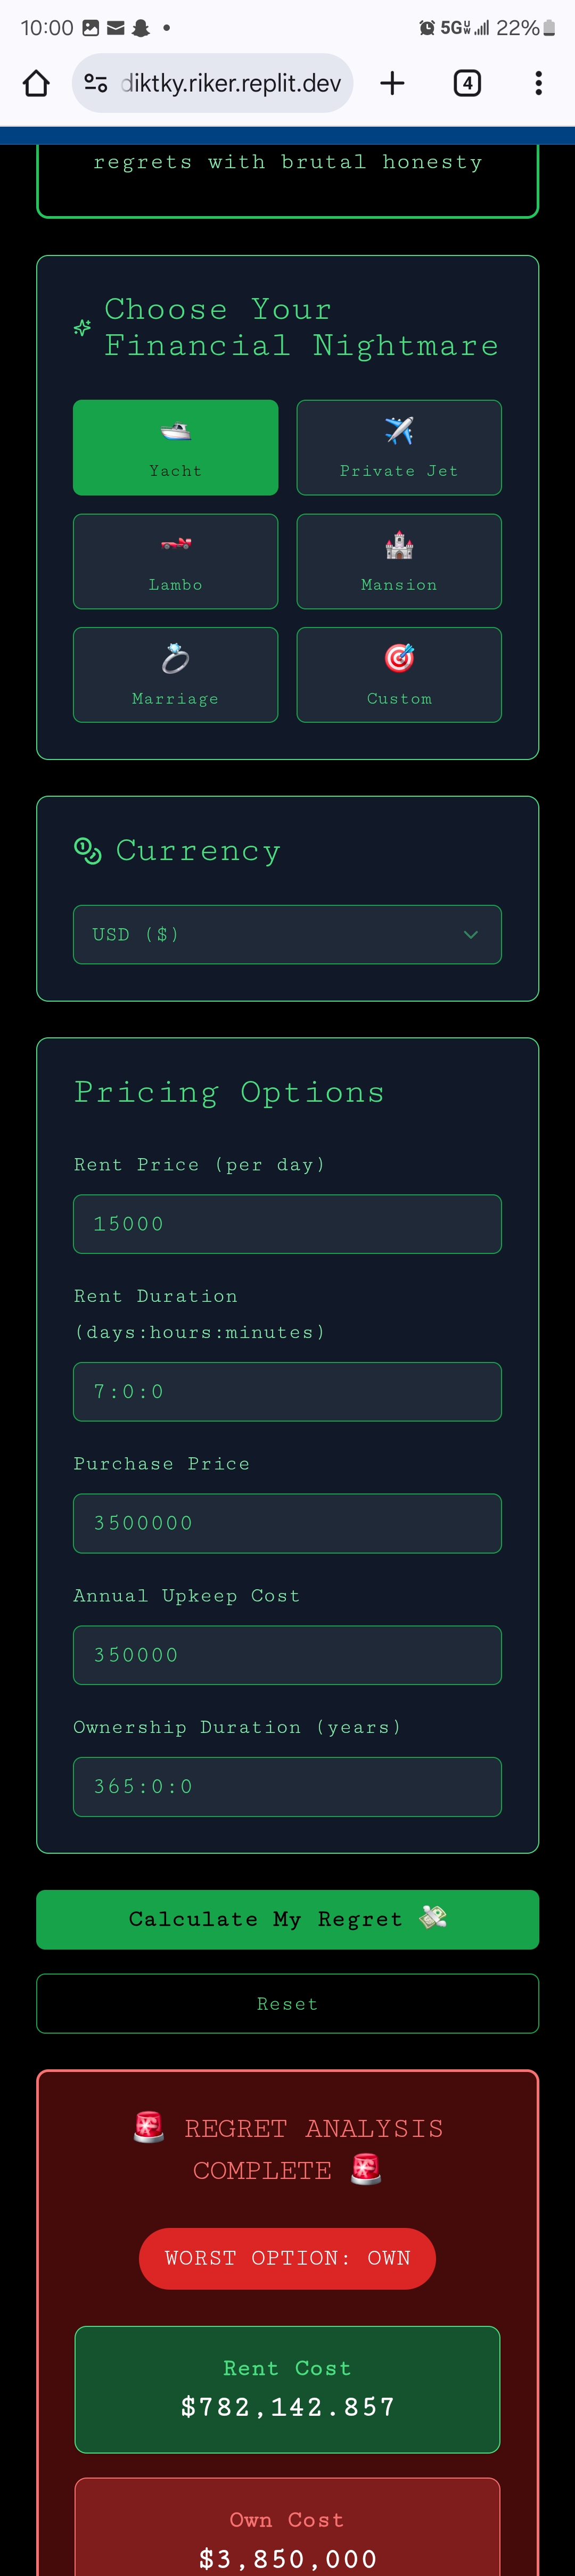 10:00
5G
22%
diktky.riker.replit.dev
4
regrets with brutal honesty
Choose Your
Financial Nightmare
Yacht
Private Jet
Lambo
Mansion
Marriage
Custom
Currency
USD ($)
Pricing Options
Rent Price (per day)
15000
Rent Duration
(days:hours:minutes)
7:0:0
Purchase Price
3500000
Annual Upkeep Cost
350000
Ownership Duration (years)
365:0:0
Calculate My Regret 💸
Reset
🚨 REGRET ANALYSIS
COMPLETE 🚨
WORST OPTION: OWN
Rent Cost
$782,142.857
Own Cost
$3,850,000